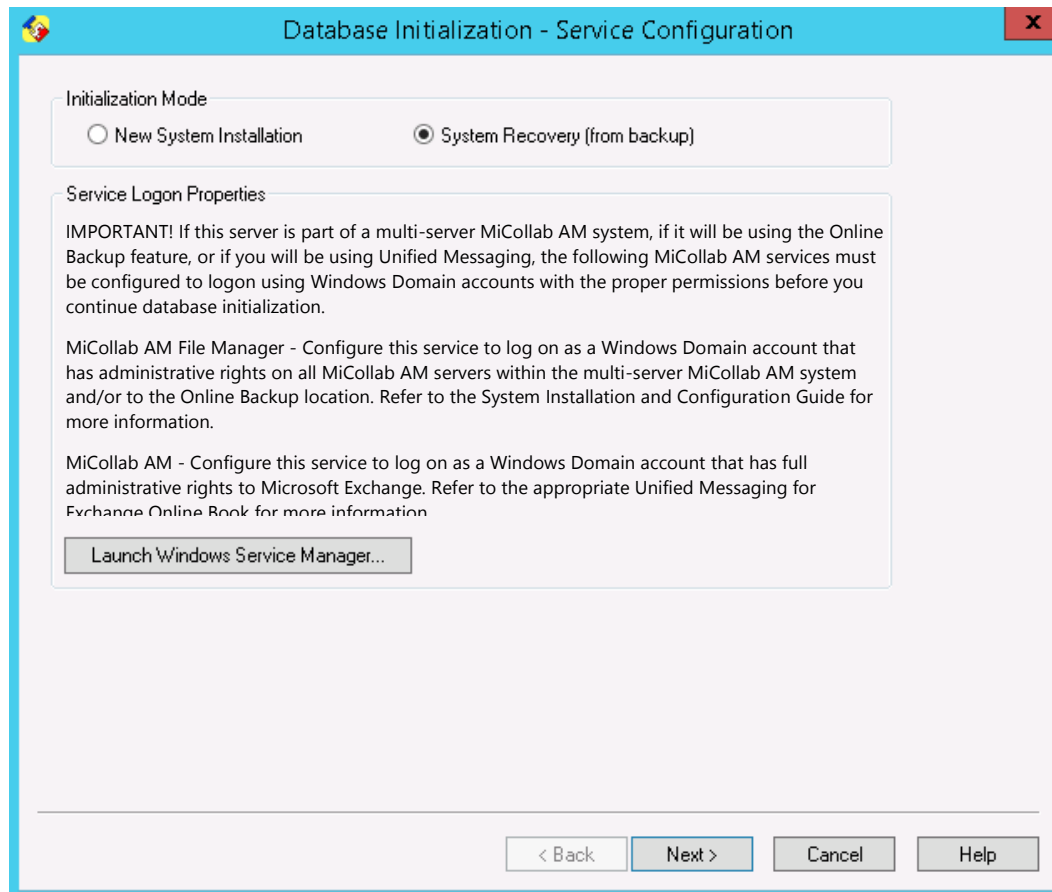 Database Initialization - Service Configuration
x
Initialization Mode
New System Installation
System Recovery (from backup)
Service Logon Properties
IMPORTANT! If this server is part of a multi-server MiCollab AM system, if it will be using the Online
Backup feature, or if you will be using Unified Messaging, the following MiCollab AM services must
be configured to logon using Windows Domain accounts with the proper permissions before you
continue database initialization.
MiCollab AM File Manager - Configure this service to log on as a Windows Domain account that
has administrative rights on all MiCollab AM servers within the multi-server MiCollab AM system
and/or to the Online Backup location. Refer to the System Installation and Configuration Guide for
more information.
MiCollab AM - Configure this service to log on as a Windows Domain account that has full
administrative rights to Microsoft Exchange. Refer to the appropriate Unified Messaging for
Exchange Online Book for more information
Launch Windows Service Manager...
< Back
Next >
Cancel
Help